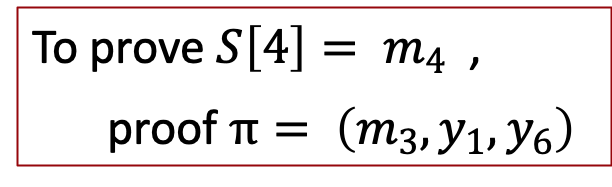 To prove S[4] = m₄ ,
proof π = (m₃, y₁, y₆)